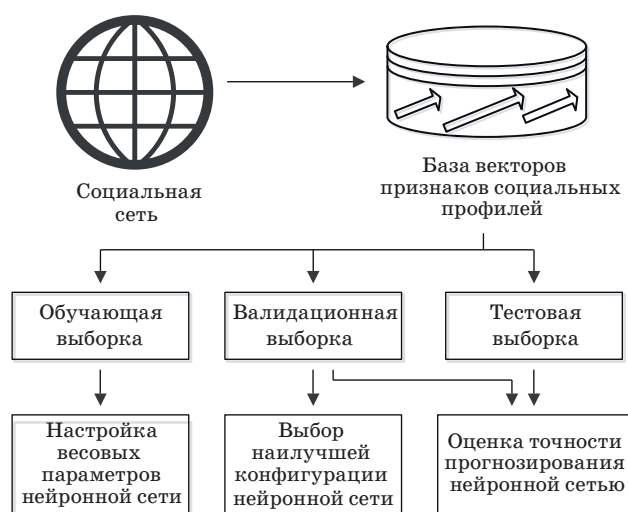 Социальная
сеть
База векторов
признаков социальных
профилей
Обучающая
выборка
Валидационная
выборка
Тестовая
выборка
Настройка
весовых
параметров
нейронной сети
Выбор
наилучшей
конфигурации
нейронной сети
Оценка точности
прогнозирования
нейронной сетью